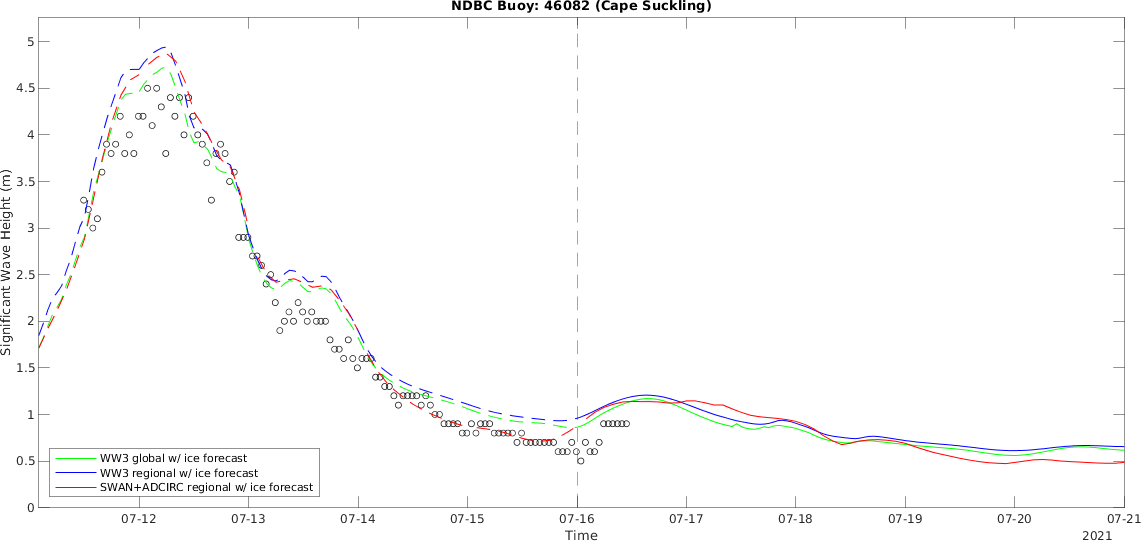 NDBC Buoy: 46082 (Cape Suckling)
5
4.5
4
3.5
3
2.5
2
1.5
1
0.5
0
Significant Wave Height (m)
WW3 global w/ ice forecast
WW3 regional w/ ice forecast
SWAN+ADCIRC regional w/ ice forecast
07-12 07-13 07-14 07-15 07-16 07-17 07-18 07-19 07-20 07-21
Time
2021